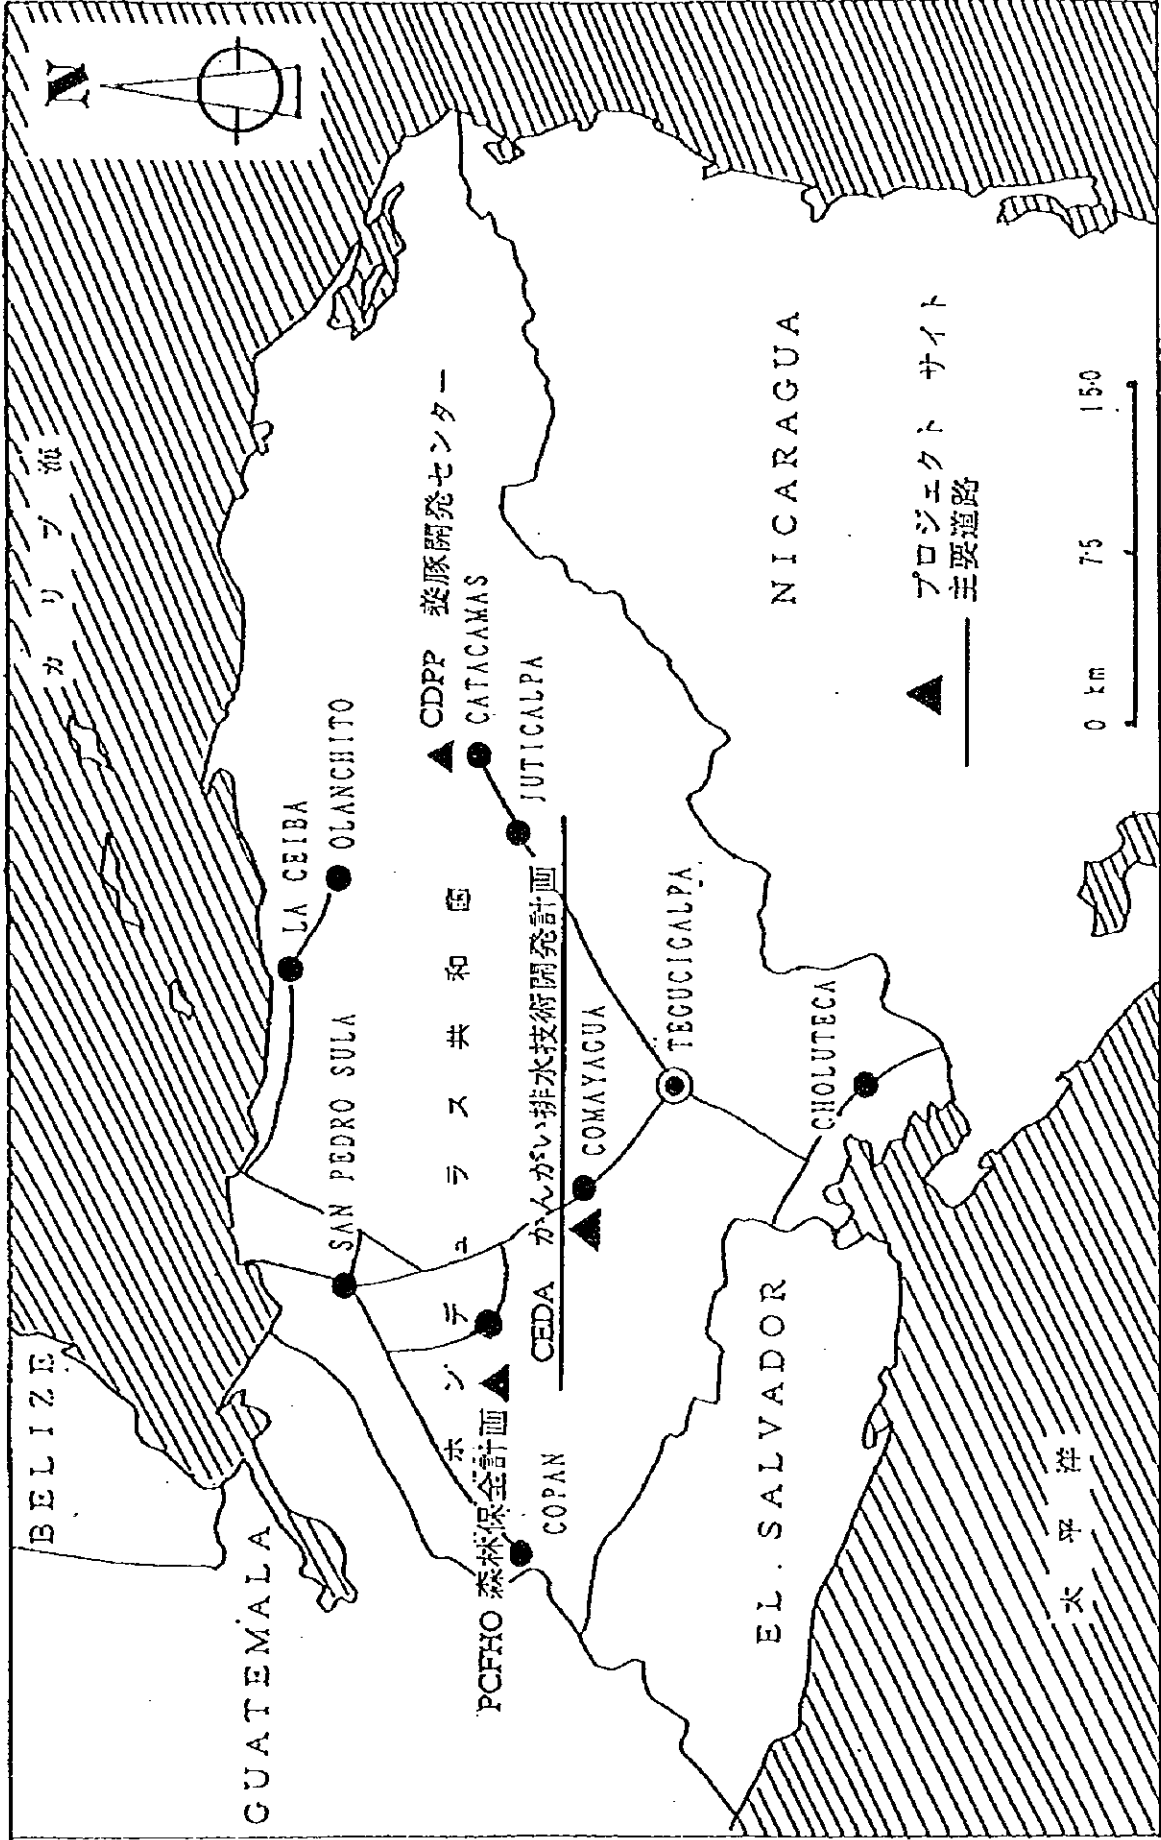 N
カリブ海
BELIZE
GUATEMALA
LA CEIBA
OLANCHITO
SAN PEDRO SULA
CDPP 養豚開発センター
CATACAMAS
JUTICALPA
ホンデュラス共和国
PCFHO 森林保全計画
CEDA かんがい排水技術開発計画
COPAN
COMAYAGUA
TEGUCIGALPA
CHOLUTECA
NICARAGUA
EL.SALVADOR
プロジェクト サイト
主要道路
0 km 75 150
太平洋